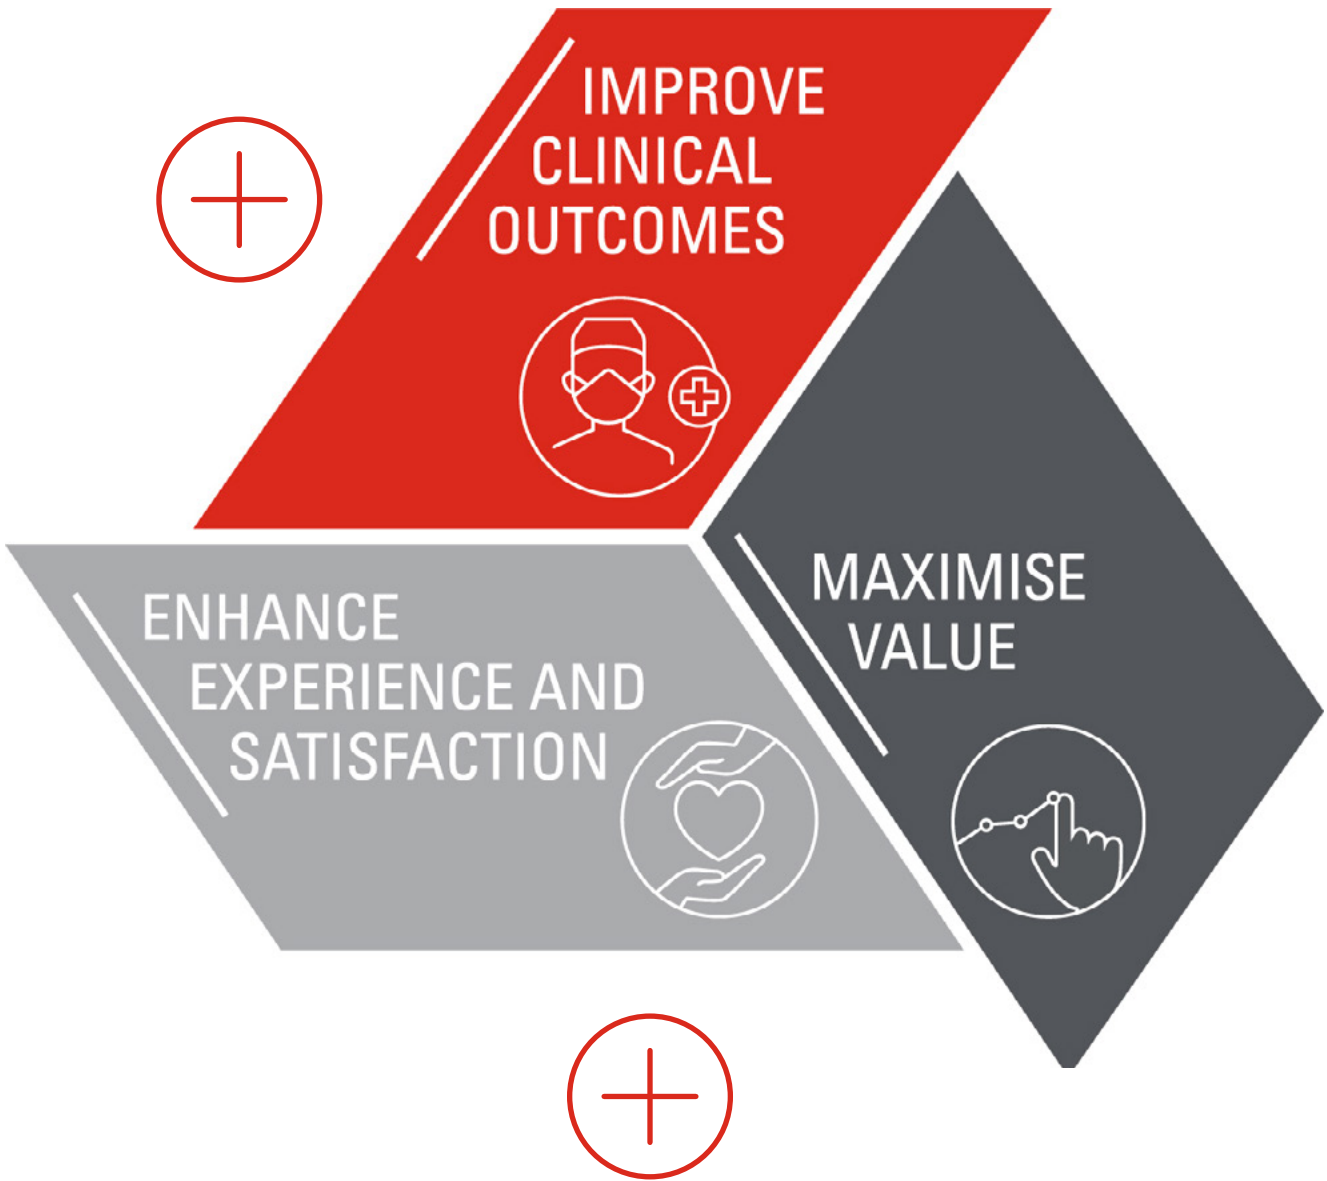 IMPROVE
CLINICAL
OUTCOMES
MAXIMISE
VALUE
ENHANCE
EXPERIENCE AND
SATISFACTION